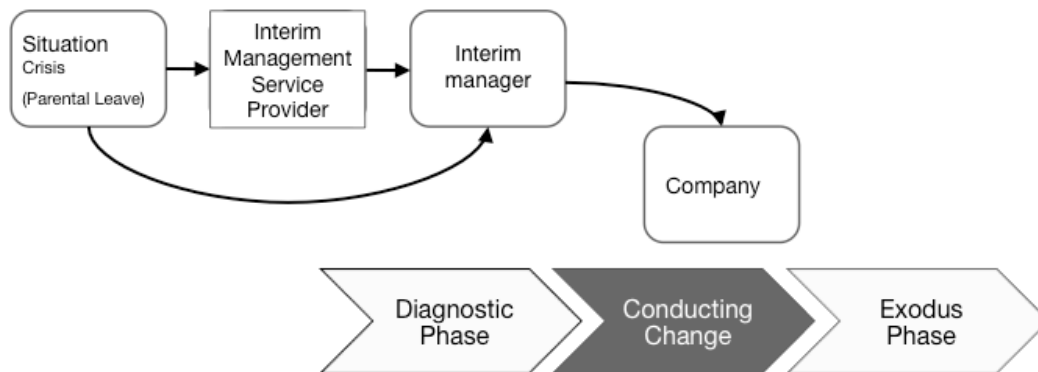 Situation
Crisis
(Parental Leave)
Interim
Management
Service
Provider
Interim
manager
Company
Diagnostic
Phase
Conducting
Change
Exodus
Phase